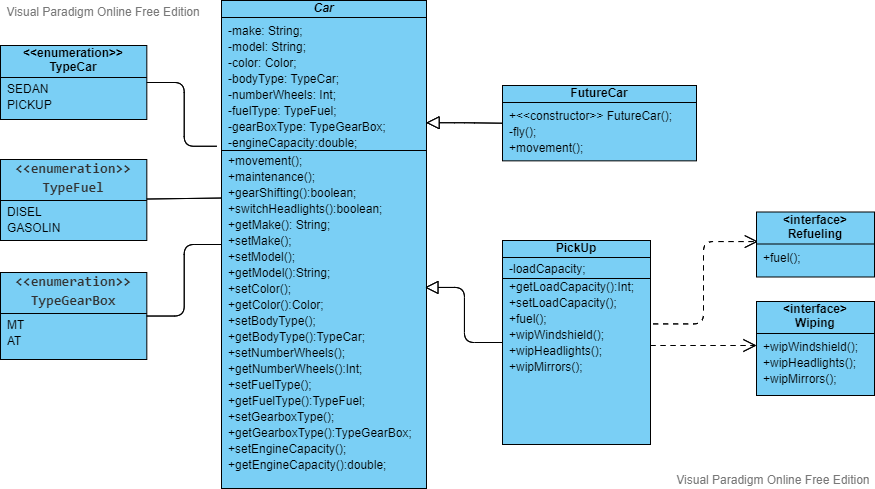 Visual Paradigm Online Free Edition
<<enumeration>>
TypeCar
SEDAN
PICKUP
<<enumeration>>
TypeFuel
DISEL
GASOLIN
<<enumeration>>
TypeGearBox
MT
AT
Car
-make: String;
-model: String;
-color: Color;
-bodyType: TypeCar;
-numberWheels: Int;
-fuelType: TypeFuel;
-gearBoxType: TypeGearBox;
-engineCapacity:double;
+movement();
+maintenance();
+gearShifting():boolean;
+switchHeadlights():boolean;
+getMake(): String;
+setMake();
+setModel();
+getModel():String;
+setColor();
+getColor():Color;
+setBodyType();
+getBodyType():TypeCar;
+setNumberWheels();
+getNumberWheels():Int;
+setFuelType();
+getFuelType():TypeFuel;
+setGearboxType();
+getGearboxType():TypeGearBox;
+setEngineCapacity();
+getEngineCapacity():double;
FutureCar
+<<constructor>> FutureCar();
-fly();
+movement();
PickUp
-loadCapacity;
+getLoadCapacity():Int;
+setLoadCapacity();
+fuel();
+wipWindshield();
+wipHeadlights();
+wipMirrors();
<interface>
Refueling
+fuel();
<interface>
Wiping
+wipWindshield();
+wipHeadlights();
+wipMirrors();
Visual Paradigm Online Free Edition